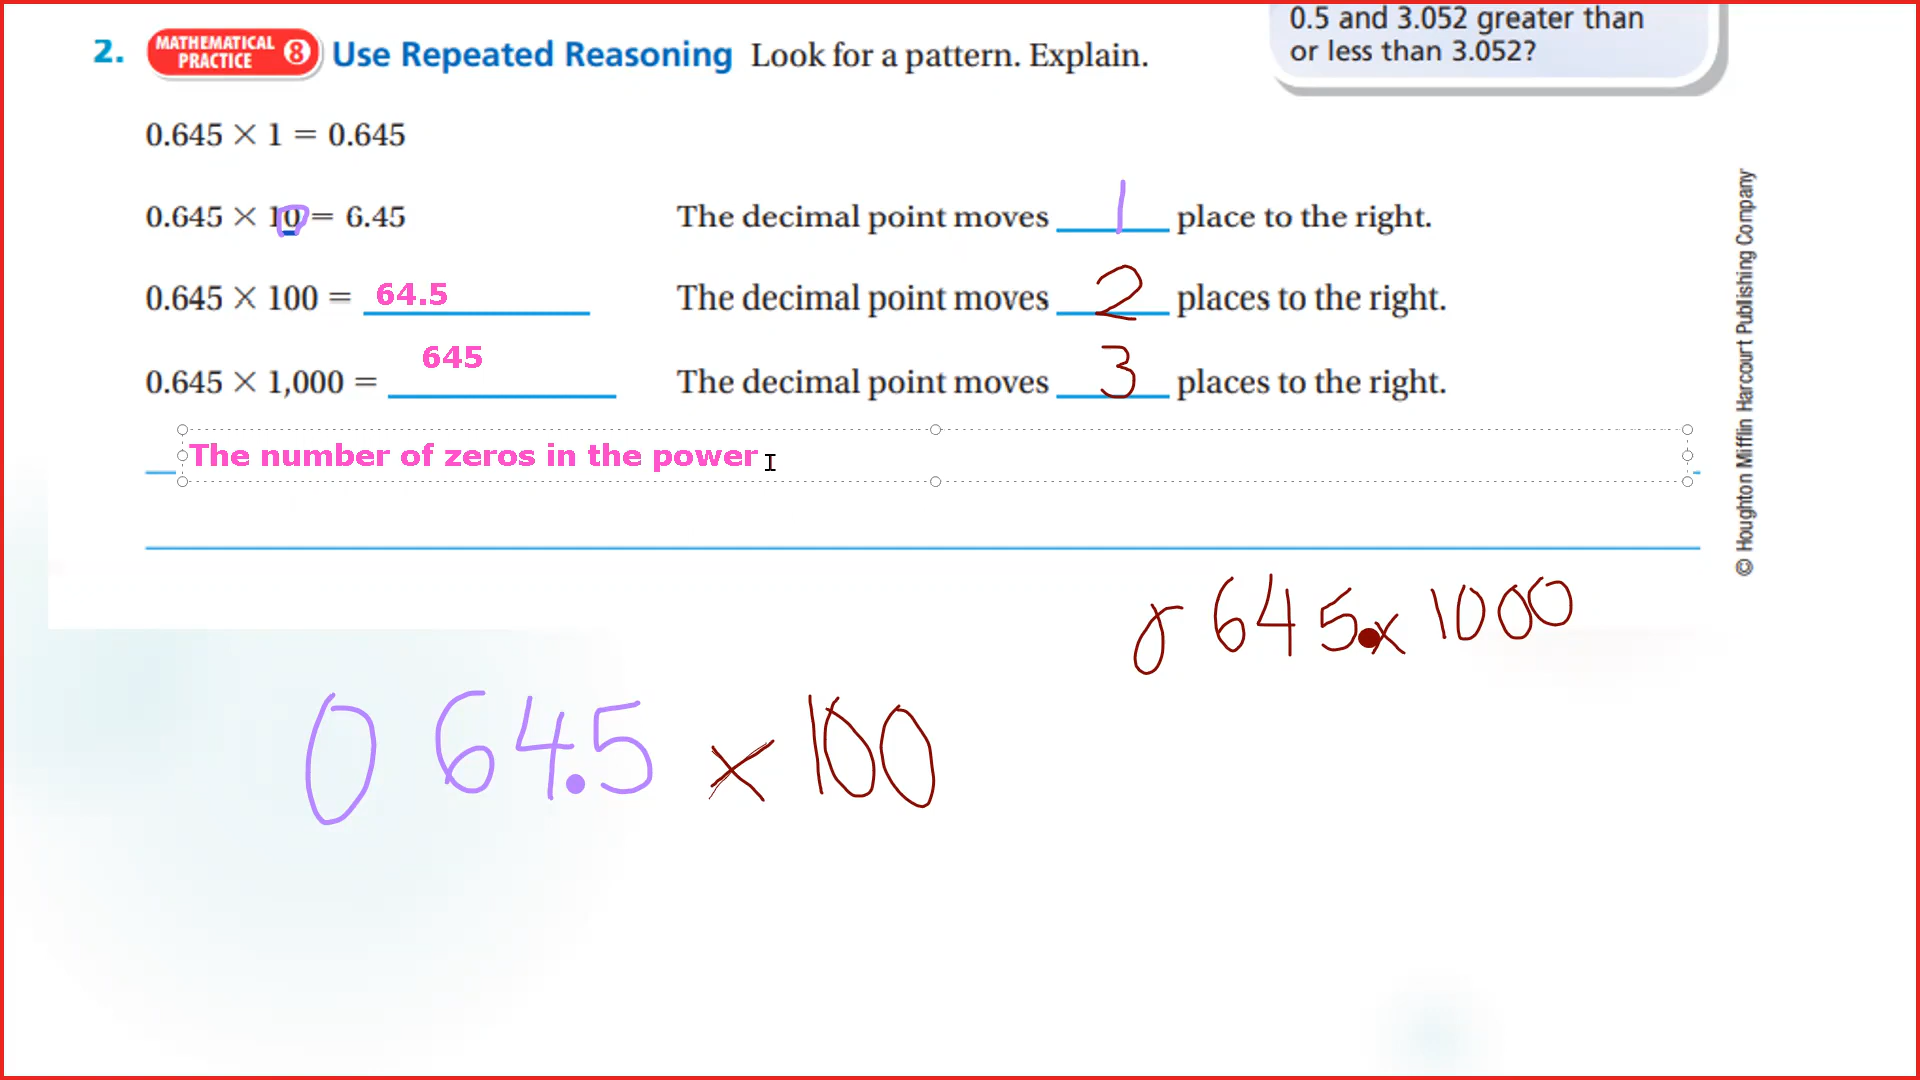 0.5 and 3.052 greater than
or less than 3.052?
2. MATHEMATICAL PRACTICE 8 Use Repeated Reasoning Look for a pattern. Explain.
0.645 × 1 = 0.645
0.645 × 10 = 6.45 The decimal point moves 1 place to the right.
0.645 × 100 = 64.5 The decimal point moves 2 places to the right.
0.645 × 1,000 = 645 The decimal point moves 3 places to the right.
The number of zeros in the power
© Houghton Mifflin Harcourt Publishing Company
0 645. × 1000
0 64.5 × 100